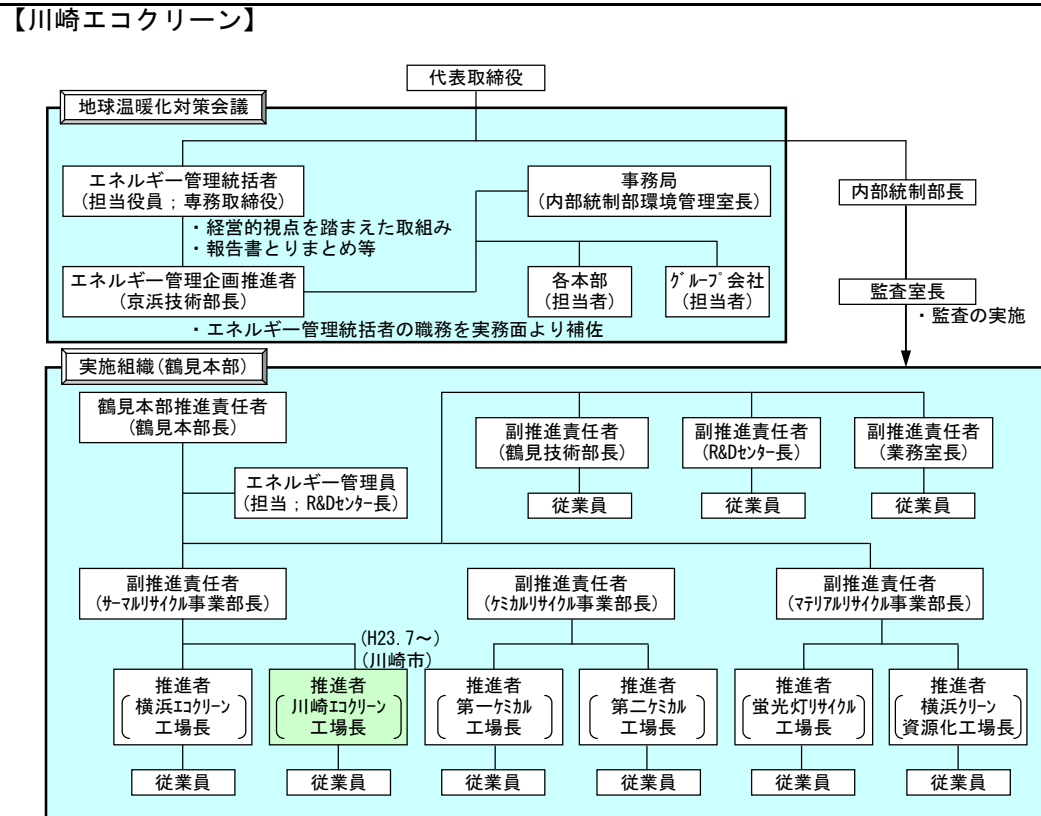 【川崎エコクリーン】
代表取締役
地球温暖化対策会議
エネルギー管理統括者
(担当役員；専務取締役)
・経営的視点を踏まえた取組み
・報告書とりまとめ等
事務局
(内部統制部環境管理室長)
内部統制部長
エネルギー管理企画推進者
(京浜技術部長)
各本部
(担当者)
ｸﾞﾙｰﾌﾟ会社
(担当者)
監査室長
・監査の実施
・エネルギー管理統括者の職務を実務面より補佐
実施組織(鶴見本部)
鶴見本部推進責任者
(鶴見本部長)
エネルギー管理員
(担当；R&Dｾﾝﾀｰ長)
副推進責任者
(鶴見技術部長)
従業員
副推進責任者
(R&Dｾﾝﾀｰ長)
従業員
副推進責任者
(業務室長)
従業員
副推進責任者
(ｻｰﾏﾙﾘｻｲｸﾙ事業部長)
副推進責任者
(ｹﾐｶﾙﾘｻｲｸﾙ事業部長)
副推進責任者
(ﾏﾃﾘｱﾙﾘｻｲｸﾙ事業部長)
(H23.7～)
(川崎市)
推進者
横浜ｴｺｸﾘｰﾝ
工場長
従業員
推進者
川崎ｴｺｸﾘｰﾝ
工場長
従業員
推進者
第一ｹﾐｶﾙ
工場長
従業員
推進者
第二ｹﾐｶﾙ
工場長
従業員
推進者
蛍光灯ﾘｻｲｸﾙ
工場長
従業員
推進者
横浜ｸﾘｰﾝ
資源化工場長
従業員